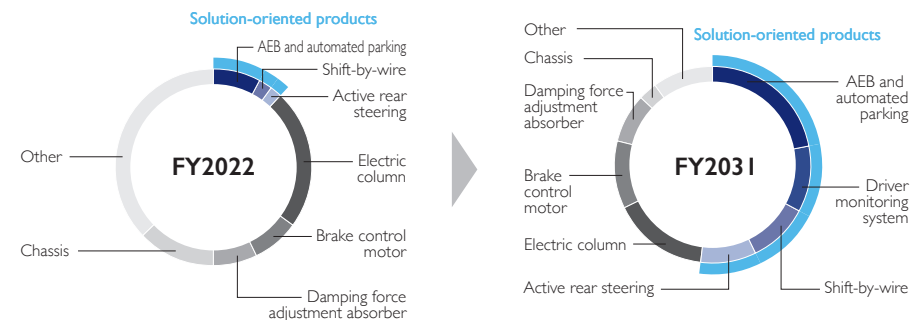 Solution-oriented products
AEB and automated parking
Shift-by-wire
Active rear
steering
Other
FY2022
Electric
column
Chassis
Brake control
motor
Damping force
adjustment absorber
Other
Solution-oriented products
Chassis
AEB and
automated
parking
Damping force
adjustment
absorber
FY2031
Brake
control
motor
Driver
monitoring
system
Electric column
Active rear steering
Shift-by-wire